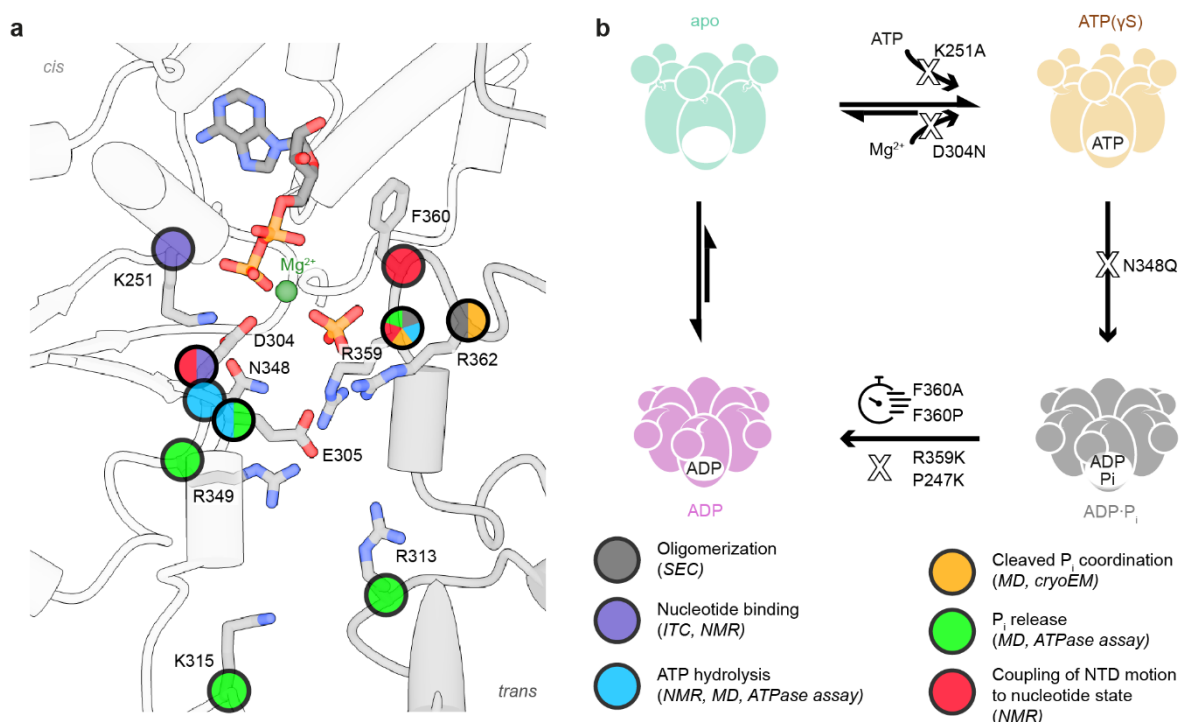 a
cis
K251
Mg²⁺
F360
D304
N348
R359
R362
E305
R349
R313
K315
trans
b
apo
ATP(γS)
ATP
X
K251A
X
Mg²⁺
D304N
ATP
X
N348Q
F360A
F360P
X
R359K
P247K
ADP
ADP
ADP
Pi
ADP·Pᵢ
Oligomerization
(SEC)
Nucleotide binding
(ITC, NMR)
ATP hydrolysis
(NMR, MD, ATPase assay)
Cleaved Pᵢ coordination
(MD, cryoEM)
Pᵢ release
(MD, ATPase assay)
Coupling of NTD motion
to nucleotide state
(NMR)